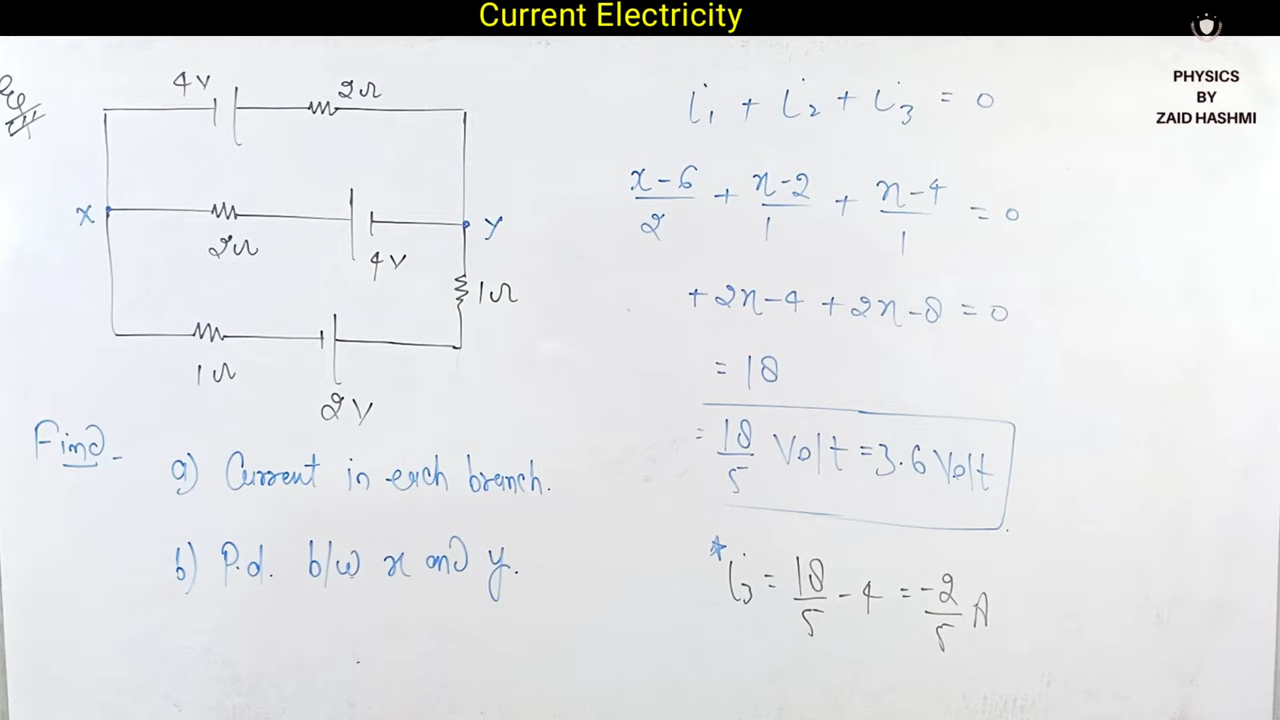 Current Electricity
PHYSICS
BY
ZAID HASHMI
4V
2Ω
X
2Ω
4V
Y
1Ω
1Ω
2V
Find -
a) Current in each branch.
b) P.d. b/w x and y.
i₁ + i₂ + i₃ = 0
x-6/2 + x-2/1 + x-4/1 = 0
+ 2x-4 + 2x-8 = 0
= 18
= 18/5 Volt = 3.6 Volt
* i₃ = 18/5 - 4 = -2/5 A